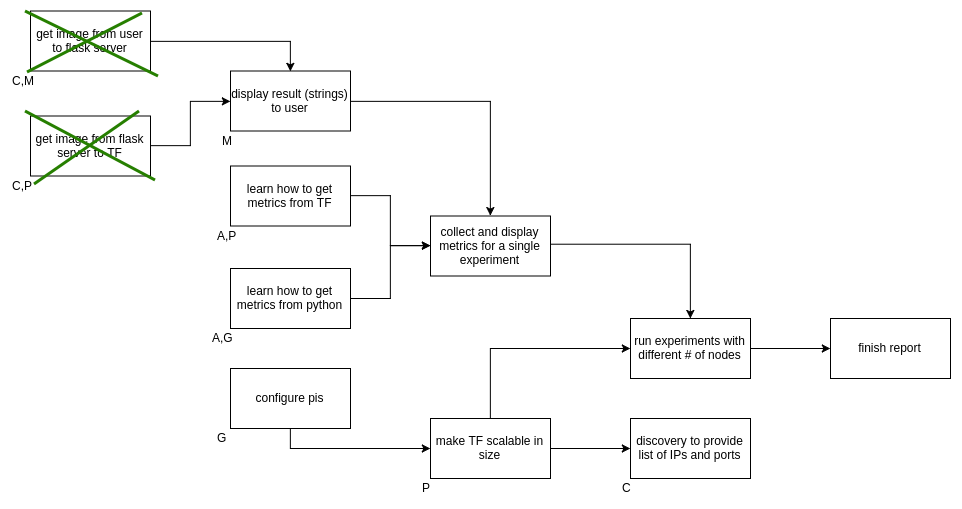 get image from user
to flask server
C,M
get image from flask
server to TF
C,P
display result (strings)
to user
M
learn how to get
metrics from TF
A,P
learn how to get
metrics from python
A,G
configure pis
G
collect and display
metrics for a single
experiment
make TF scalable in
size
P
run experiments with
different # of nodes
discovery to provide
list of IPs and ports
C
finish report